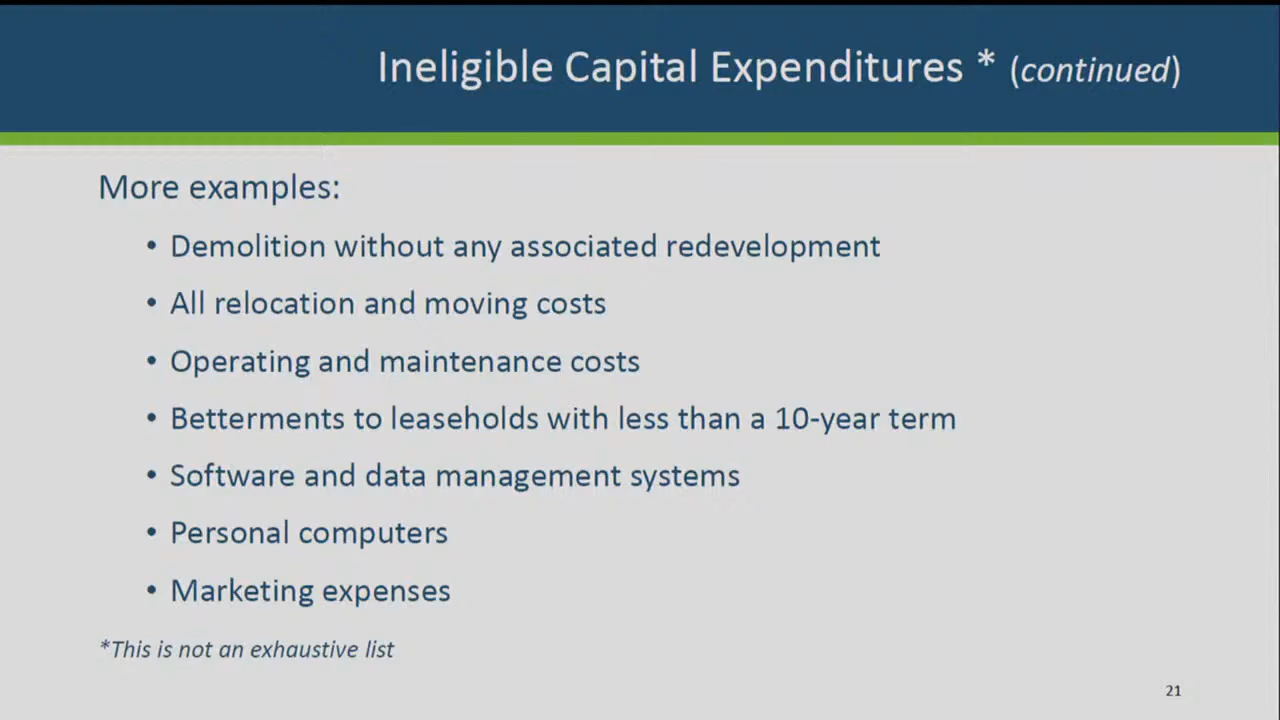 Ineligible Capital Expenditures * (continued)
More examples:
• Demolition without any associated redevelopment
• All relocation and moving costs
• Operating and maintenance costs
• Betterments to leaseholds with less than a 10-year term
• Software and data management systems
• Personal computers
• Marketing expenses
*This is not an exhaustive list
21